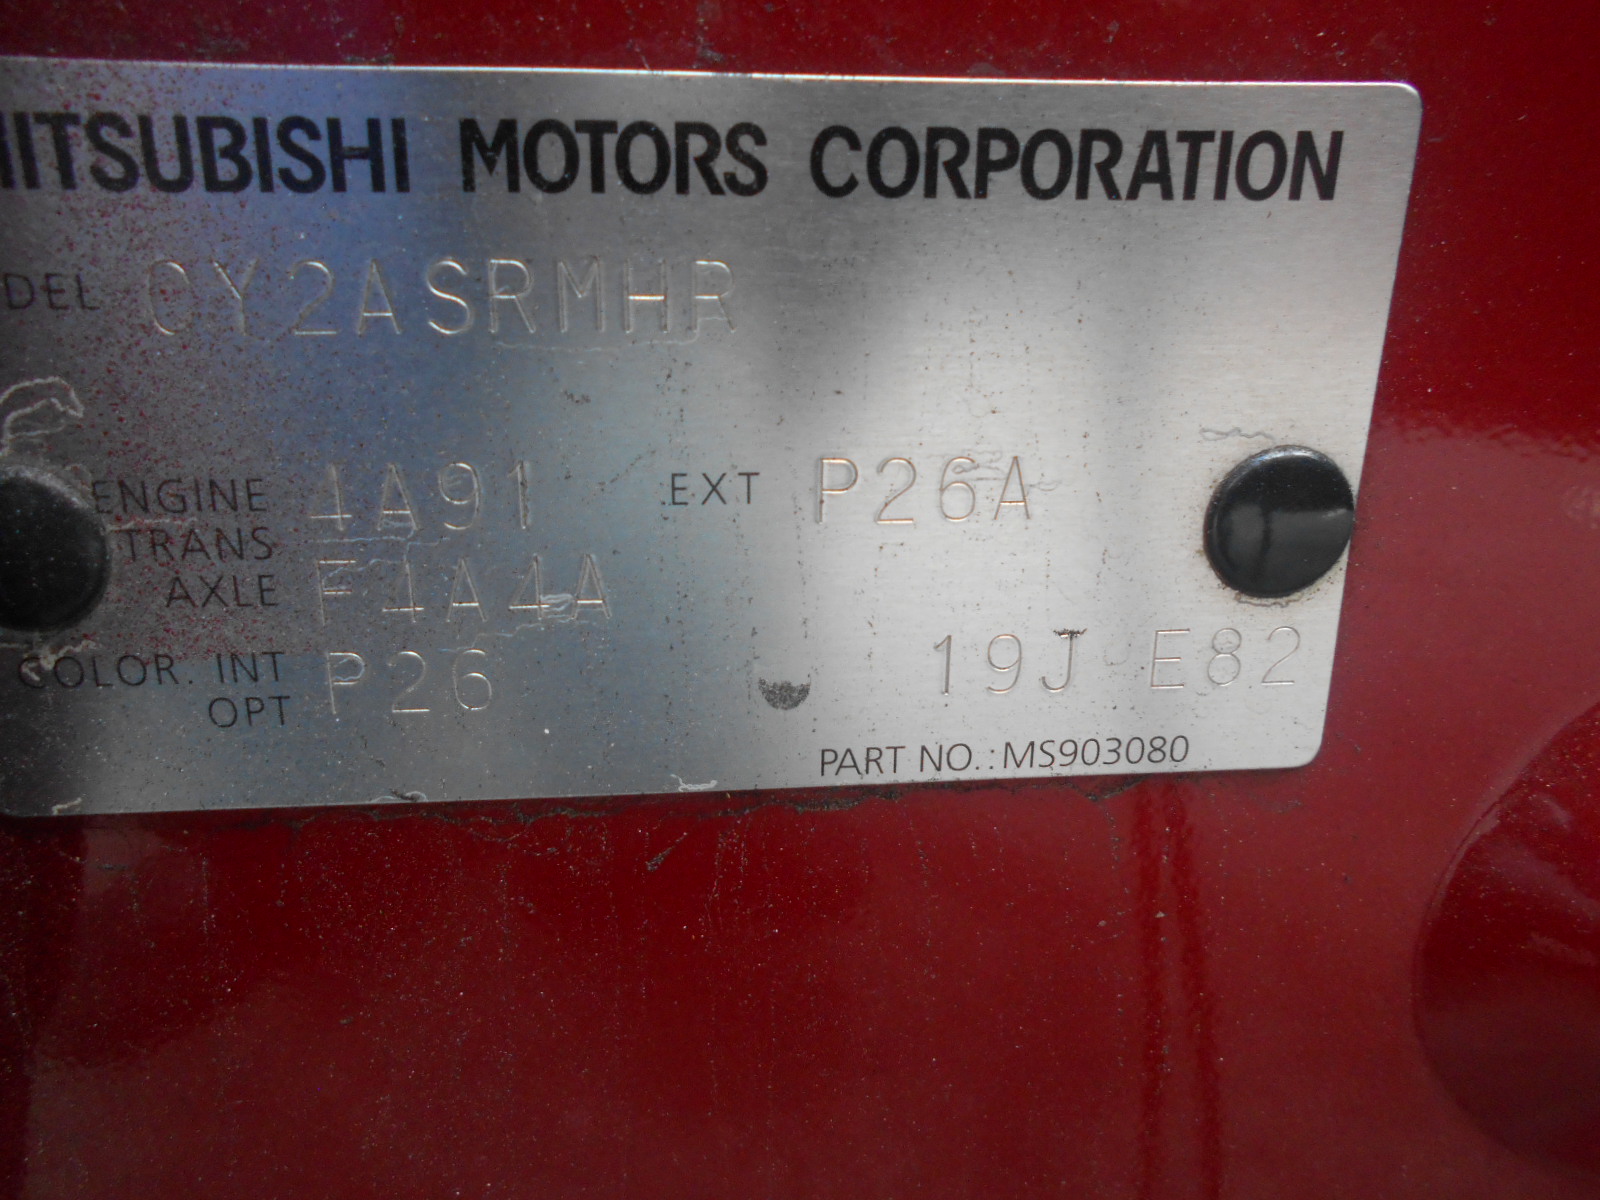 MITSUBISHI MOTORS CORPORATION
DEL CY2ASRMHR
ENGINE 4A91 EXT P26A
TRANS
AXLE F4A4A
COLOR. INT P26 19J E82
OPT
PART NO.: MS903080